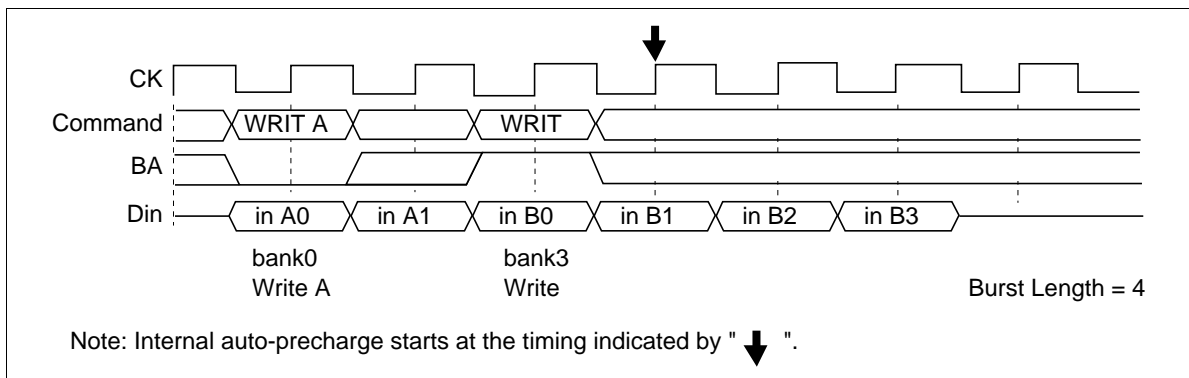 CK
Command WRIT A WRIT
BA
Din in A0 in A1 in B0 in B1 in B2 in B3
bank0 bank3
Write A Write Burst Length = 4
Note: Internal auto-precharge starts at the timing indicated by " ".